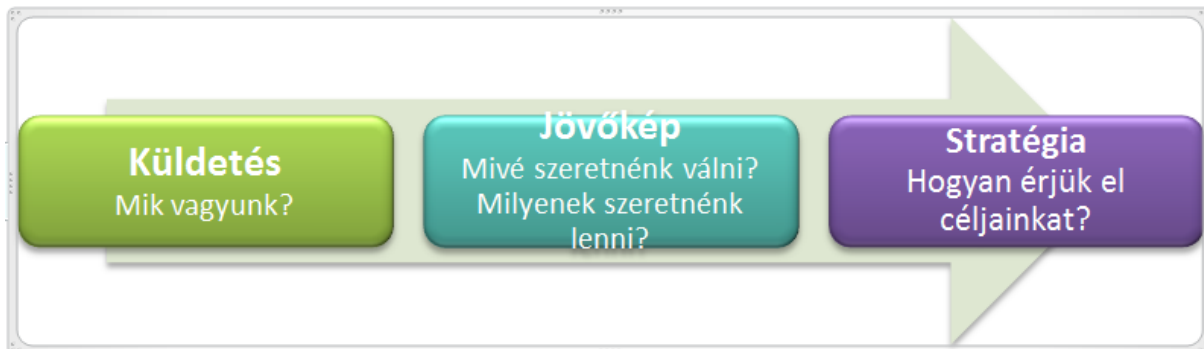 Küldetés
Mik vagyunk?
Jövőkép
Mivé szeretnénk válni?
Milyenek szeretnénk
lenni?
Stratégia
Hogyan érjük el
céljainkat?